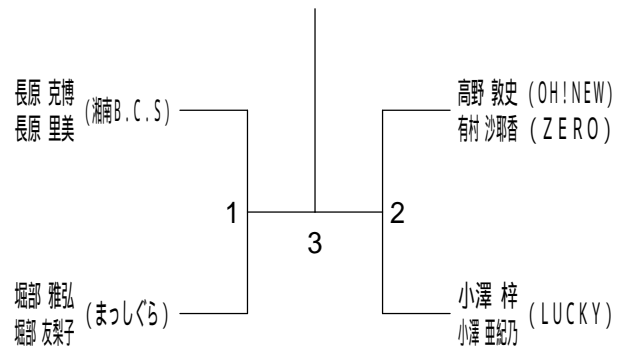 長原 克博
長原 里美
(湘南B.C.S)
高野 敦史 (OH!NEW)
有村 沙耶香 (ZERO)
1
2
3
堀部 雅弘
堀部 友梨子
(まっしぐら)
小澤 梓
小澤 亜紀乃
(LUCKY)